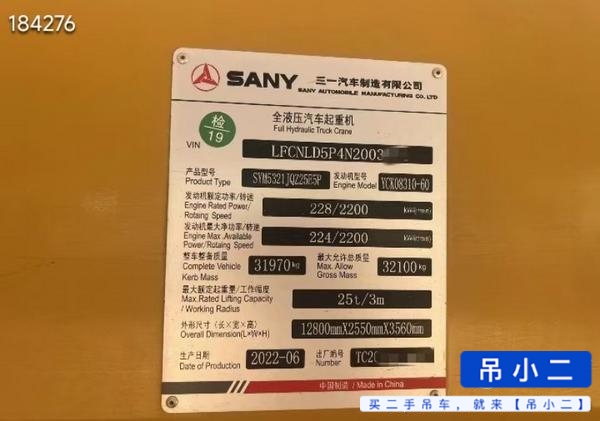 184276
SANY 三一汽车制造有限公司
SANY AUTOMOBILE MANUFACTURING CO., LTD
检
19
全液压汽车起重机
Full Hydraulic Truck Crane
VIN LFCNLD5P4N2003
产品型号 发动机型号
Product Type SYM5321JQZ25E5P Engine Model YCK08310-60
发动机额定功率/转速
Engine Rated Power/
Rotaing Speed 228/2200 kW/(r/min)
发动机最大净功率/转速
Engine Max .Available
Power/Rotaing Speed 224/2200 kW/(r/min)
整车整备质量 最大允许总质量
Complete Vehicle 31970kg Max. Allow 32100kg
Kerb Mass Gross Mass
最大额定起重量/工作幅度
Max.Rated Lifting Capacity 25t/3m
/ Working Radius
外形尺寸（长×宽×高）
Overall Dimension(L×W×H) 12800mmX2550mmX3560mm
生产日期 出厂编号
Date of Production 2022-06 Number TC2
中国制造 / Made in China
吊小二
买二手吊车，就来【吊小二】